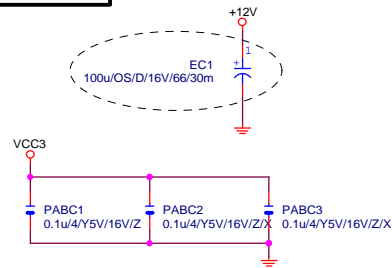 +12V
1
+
EC1
100u/OS/D/16V/66/30m
VCC3
PABC1
0.1u/4/Y5V/16V/Z
PABC2
0.1u/4/Y5V/16V/Z/X
PABC3
0.1u/4/Y5V/16V/Z/X